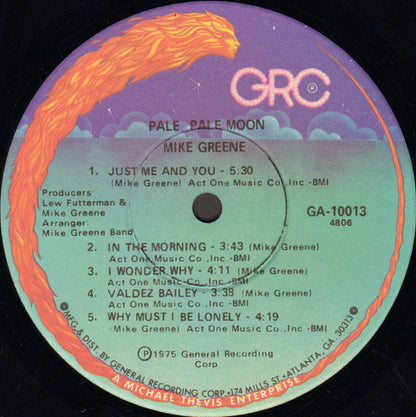 GRC ®
PALE, PALE MOON
MIKE GREENE
1. JUST ME AND YOU - 5:30
(Mike Greene) Act One Music Co., Inc.-BMI
Producers:
Lew Futterman &
Mike Greene
Arranger:
Mike Greene Band
GA-10013
4806
2. IN THE MORNING - 3:43 (Mike Greene)
Act One Music Co., Inc - BMI
3. I WONDER WHY - 4:11 (Mike Greene)
Act One Music Co., Inc. - BMI
4. VALDEZ BAILEY - 3:38 (Mike Greene)
Act One Music Co., Inc. - BMI
5. WHY MUST I BE LONELY - 4:19
(Mike Greene) Act One Music Co., Inc -BMI
Ⓟ 1975 General Recording
Corp
MFG. & DIST. BY GENERAL RECORDING CORP. • 174 MILLS ST. • ATLANTA, GA. 30313
A MICHAEL THEVIS ENTERPRISE